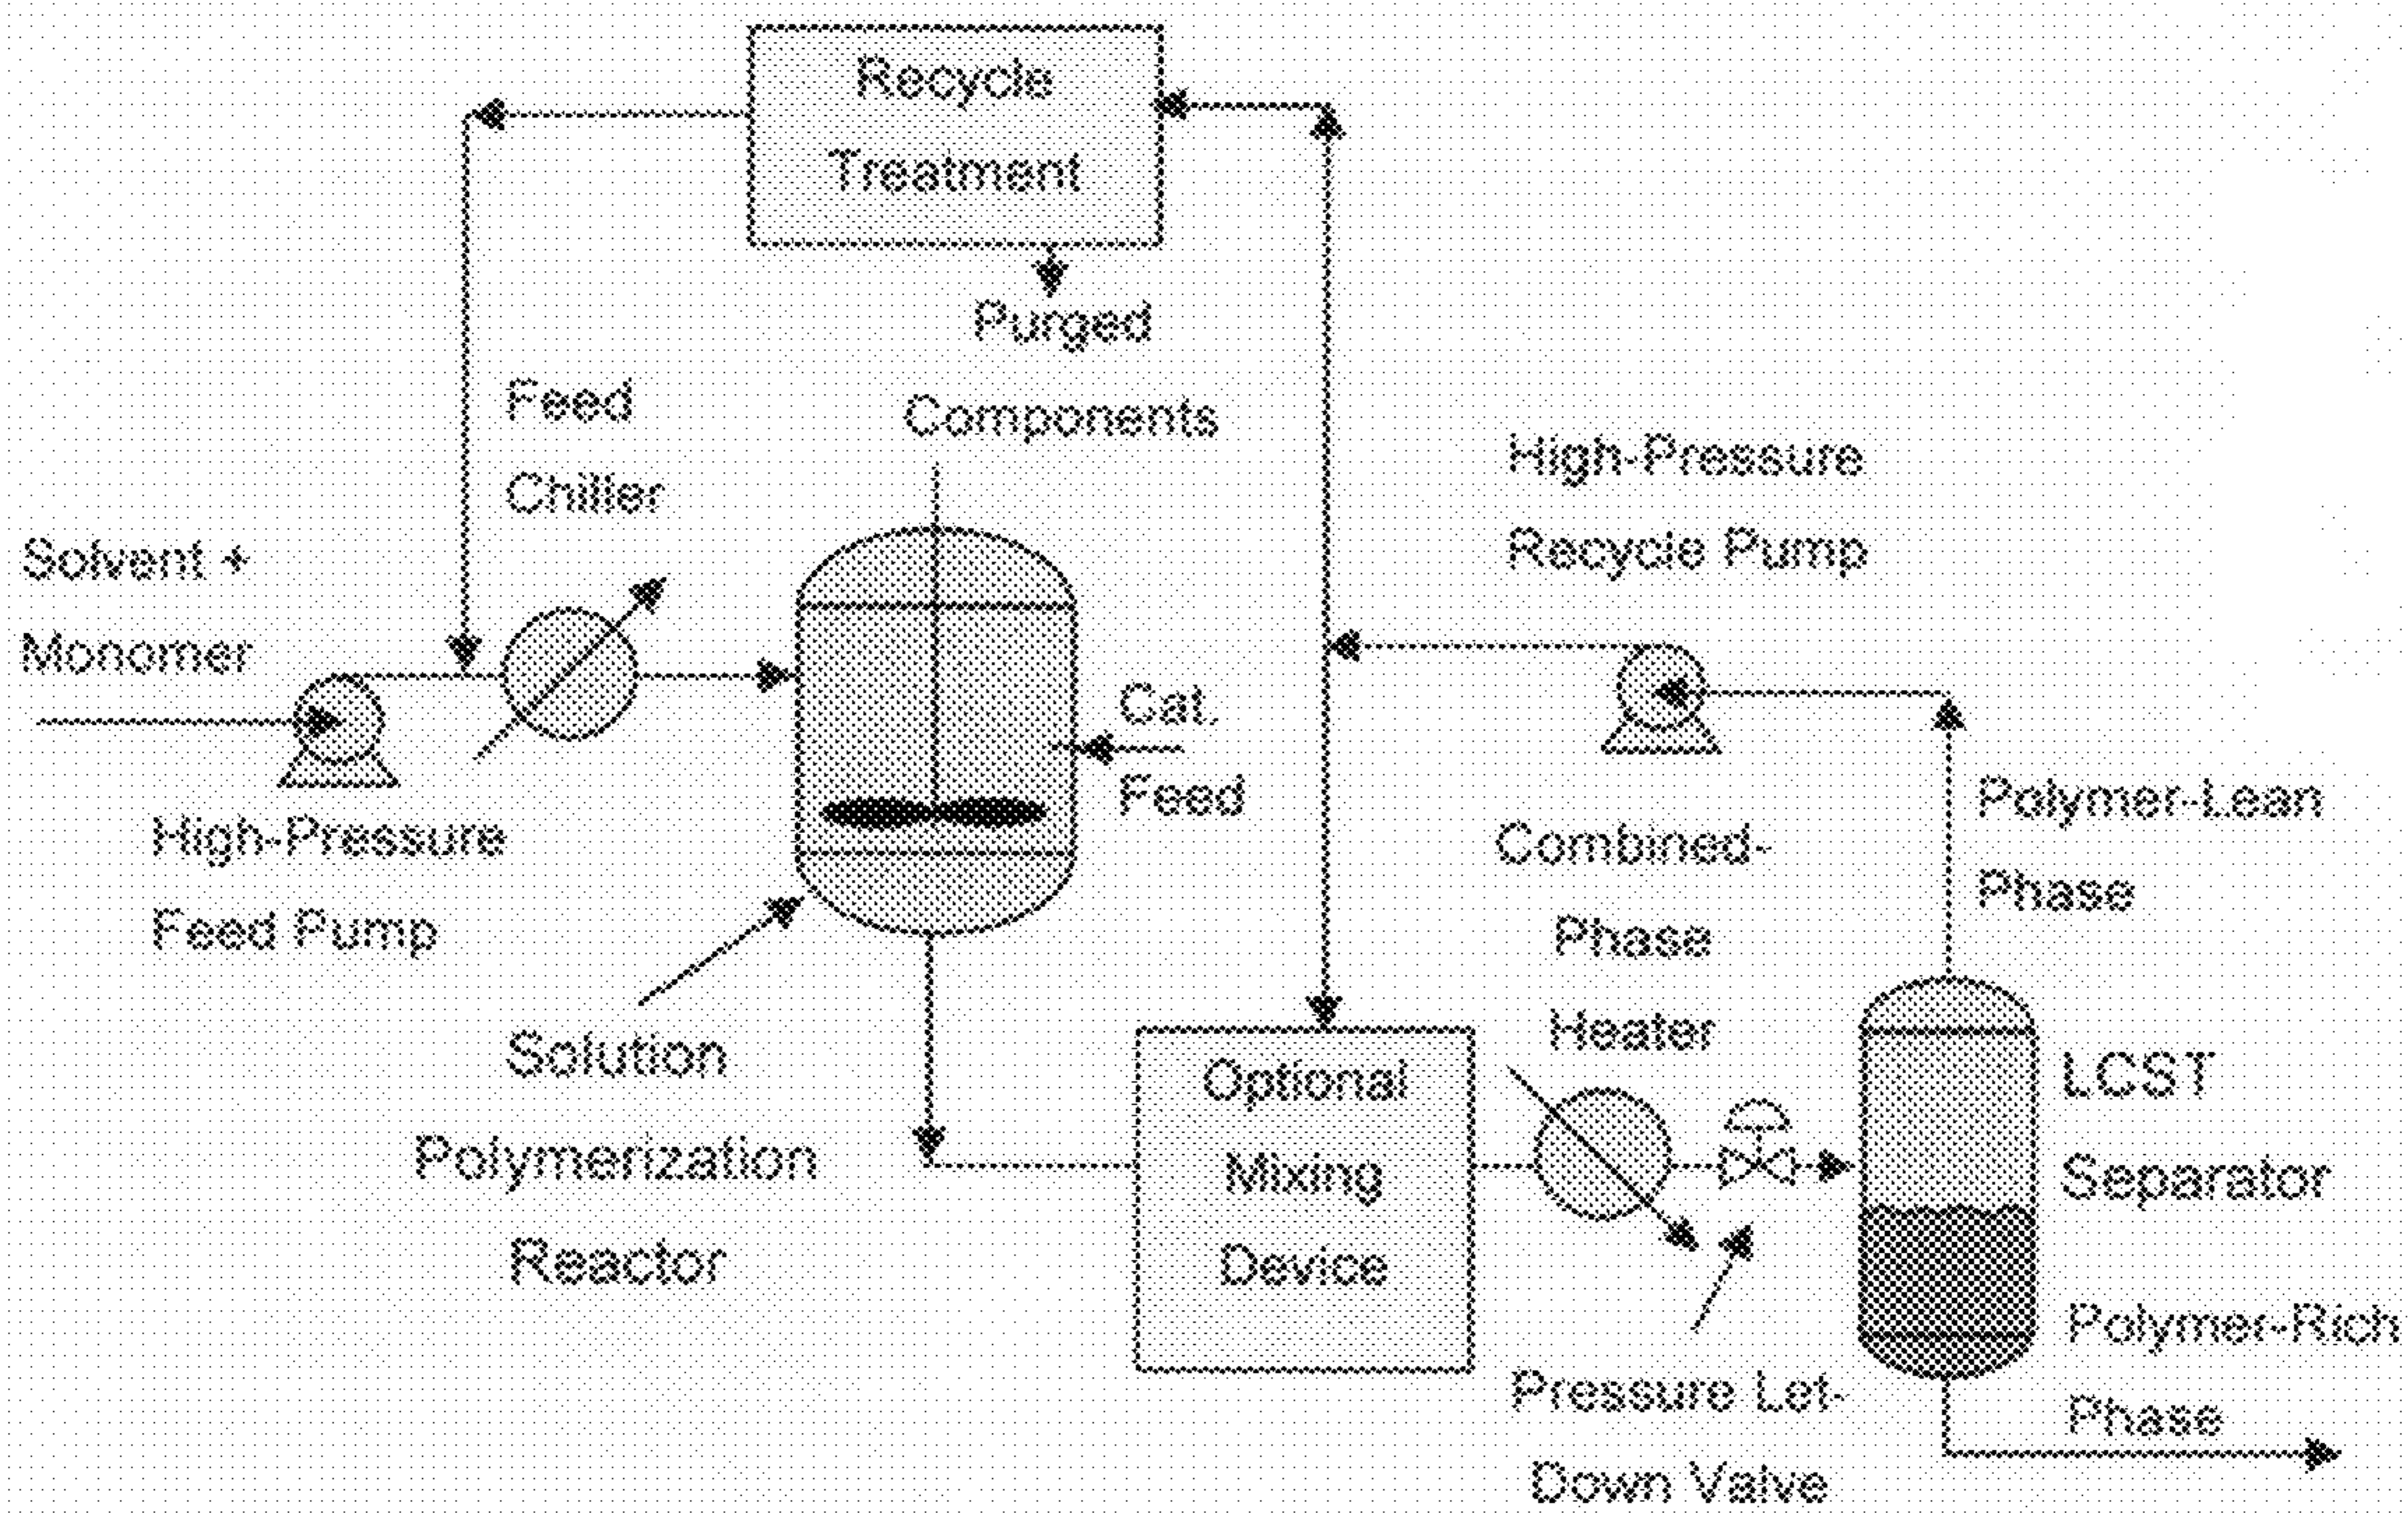 Recycle
Treatment
Purged
Components
Feed
Chiller
Solvent +
Monomer
High-Pressure
Feed Pump
Cat.
Feed
Solution
Polymerization
Reactor
High-Pressure
Recycle Pump
Combined-
Phase
Heater
Polymer-Lean
Phase
Optional
Mixing
Device
LCST
Separator
Pressure Let-
Down Valve
Polymer-Rich
Phase